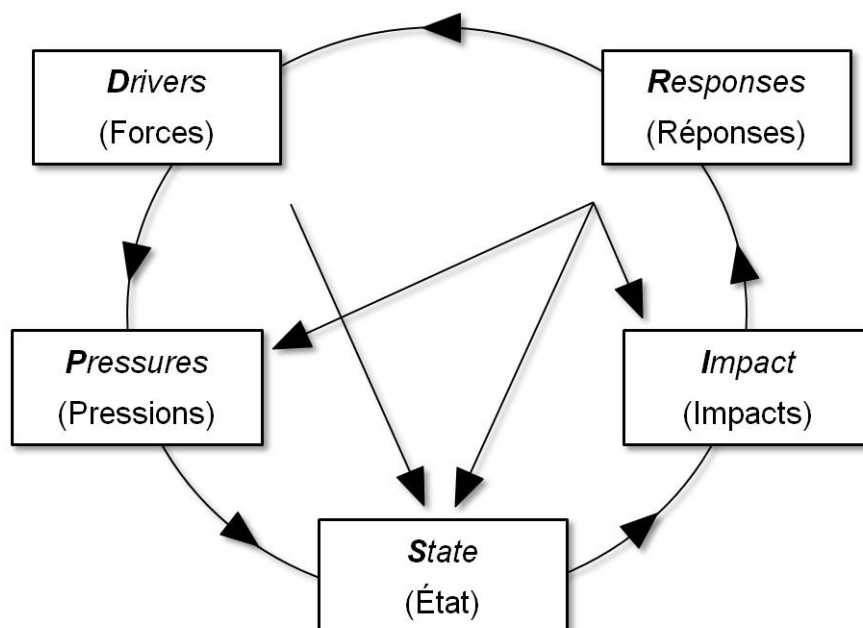 Drivers
(Forces)
Responses
(Réponses)
Pressures
(Pressions)
Impact
(Impacts)
State
(État)